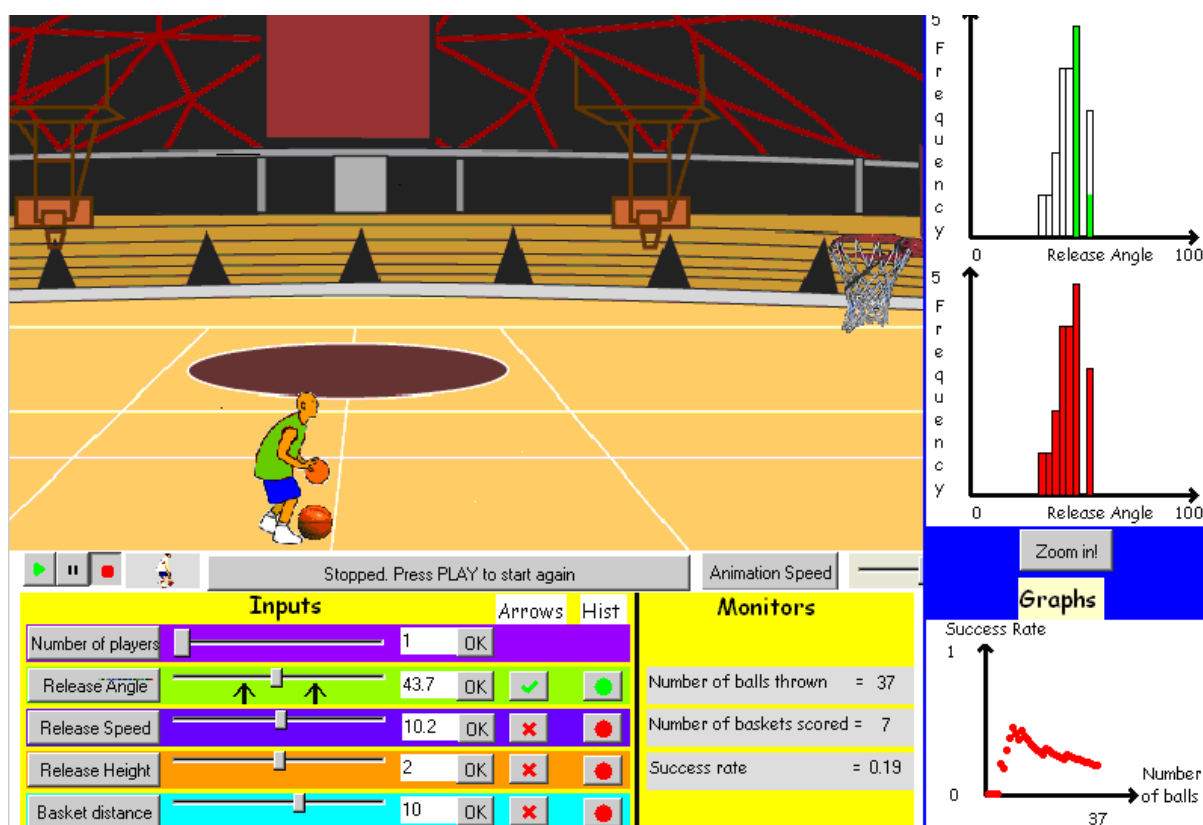 5
Frequency
0 Release Angle 100
5
Frequency
0 Release Angle 100
Zoom in!
Stopped. Press PLAY to start again
Animation Speed
Graphs
Inputs
Arrows
Hist
Monitors
Number of players 1 OK
Release Angle 43.7 OK
Release Speed 10.2 OK
Release Height 2 OK
Basket distance 10 OK
Number of balls thrown = 37
Number of baskets scored = 7
Success rate = 0.19
Success Rate
1
0
Number
of balls
37